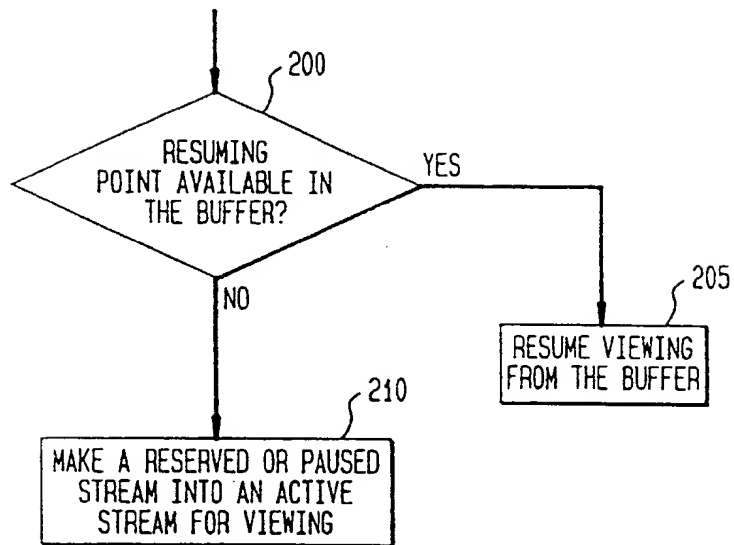 200
RESUMING
POINT AVAILABLE IN
THE BUFFER?
YES
NO
205
RESUME VIEWING
FROM THE BUFFER
210
MAKE A RESERVED OR PAUSED
STREAM INTO AN ACTIVE
STREAM FOR VIEWING